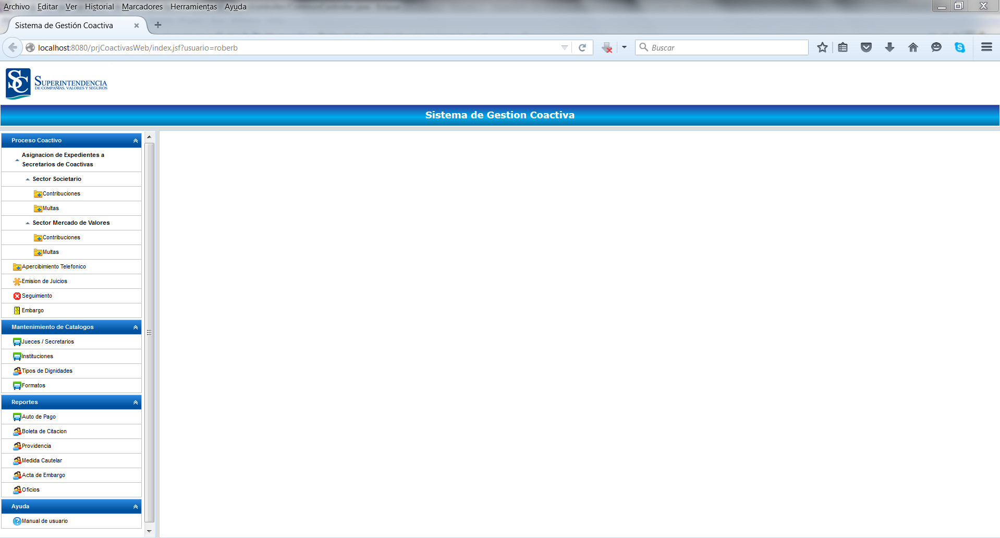 Archivo Editar Ver Historial Marcadores Herramientas Ayuda
Sistema de Gestión Coactiva
localhost:8080/prjCoactivasWeb/index.jsf?usuario=roberb
Buscar
SC
SUPERINTENDENCIA
DE COMPAÑÍAS, VALORES Y SEGUROS
Sistema de Gestion Coactiva
Proceso Coactivo
Asignacion de Expedientes a
Secretarios de Coactivas
Sector Societario
Contribuciones
Multas
Sector Mercado de Valores
Contribuciones
Multas
Apercibimiento Telefonico
Emision de Juicios
Seguimiento
Embargo
Mantenimiento de Catalogos
Jueces / Secretarios
Instituciones
Tipos de Dignidades
Formatos
Reportes
Auto de Pago
Boleta de Citacion
Providencia
Medida Cautelar
Acta de Embargo
Oficios
Ayuda
Manual de usuario